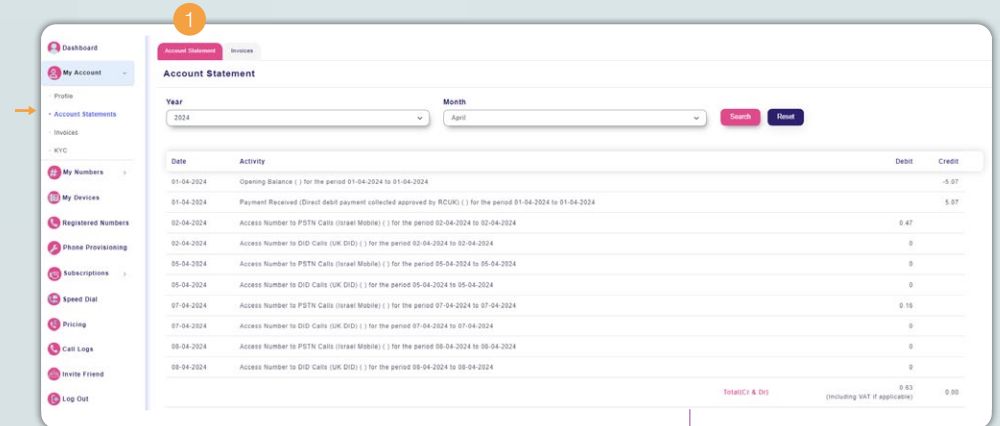 1
Dashboard
My Account
Profile
Account Statements
Invoices
KYC
My Numbers
My Devices
Registered Numbers
Phone Provisioning
Subscriptions
Speed Dial
Pricing
Call Logs
Invite Friend
Log Out
Account Statement Invoices
Account Statement
Year Month
2024 April Search Reset
Date Activity Debit Credit
01-04-2024 Opening Balance ( ) for the period 01-04-2024 to 01-04-2024 -5.07
01-04-2024 Payment Received (Direct debit payment collected approved by RCUK) ( ) for the period 01-04-2024 to 01-04-2024 5.07
02-04-2024 Access Number to PSTN Calls (Israel Mobile) ( ) for the period 02-04-2024 to 02-04-2024 0.47
02-04-2024 Access Number to DID Calls (UK DID) ( ) for the period 02-04-2024 to 02-04-2024 0
05-04-2024 Access Number to PSTN Calls (Israel Mobile) ( ) for the period 05-04-2024 to 05-04-2024 0
05-04-2024 Access Number to DID Calls (UK DID) ( ) for the period 05-04-2024 to 05-04-2024 0
07-04-2024 Access Number to PSTN Calls (Israel Mobile) ( ) for the period 07-04-2024 to 07-04-2024 0.16
07-04-2024 Access Number to DID Calls (UK DID) ( ) for the period 07-04-2024 to 07-04-2024 0
08-04-2024 Access Number to PSTN Calls (Israel Mobile) ( ) for the period 08-04-2024 to 08-04-2024 0
08-04-2024 Access Number to DID Calls (UK DID) ( ) for the period 08-04-2024 to 08-04-2024 0
Total(Cr & Dr) 0.63 0.00
(including VAT if applicable)